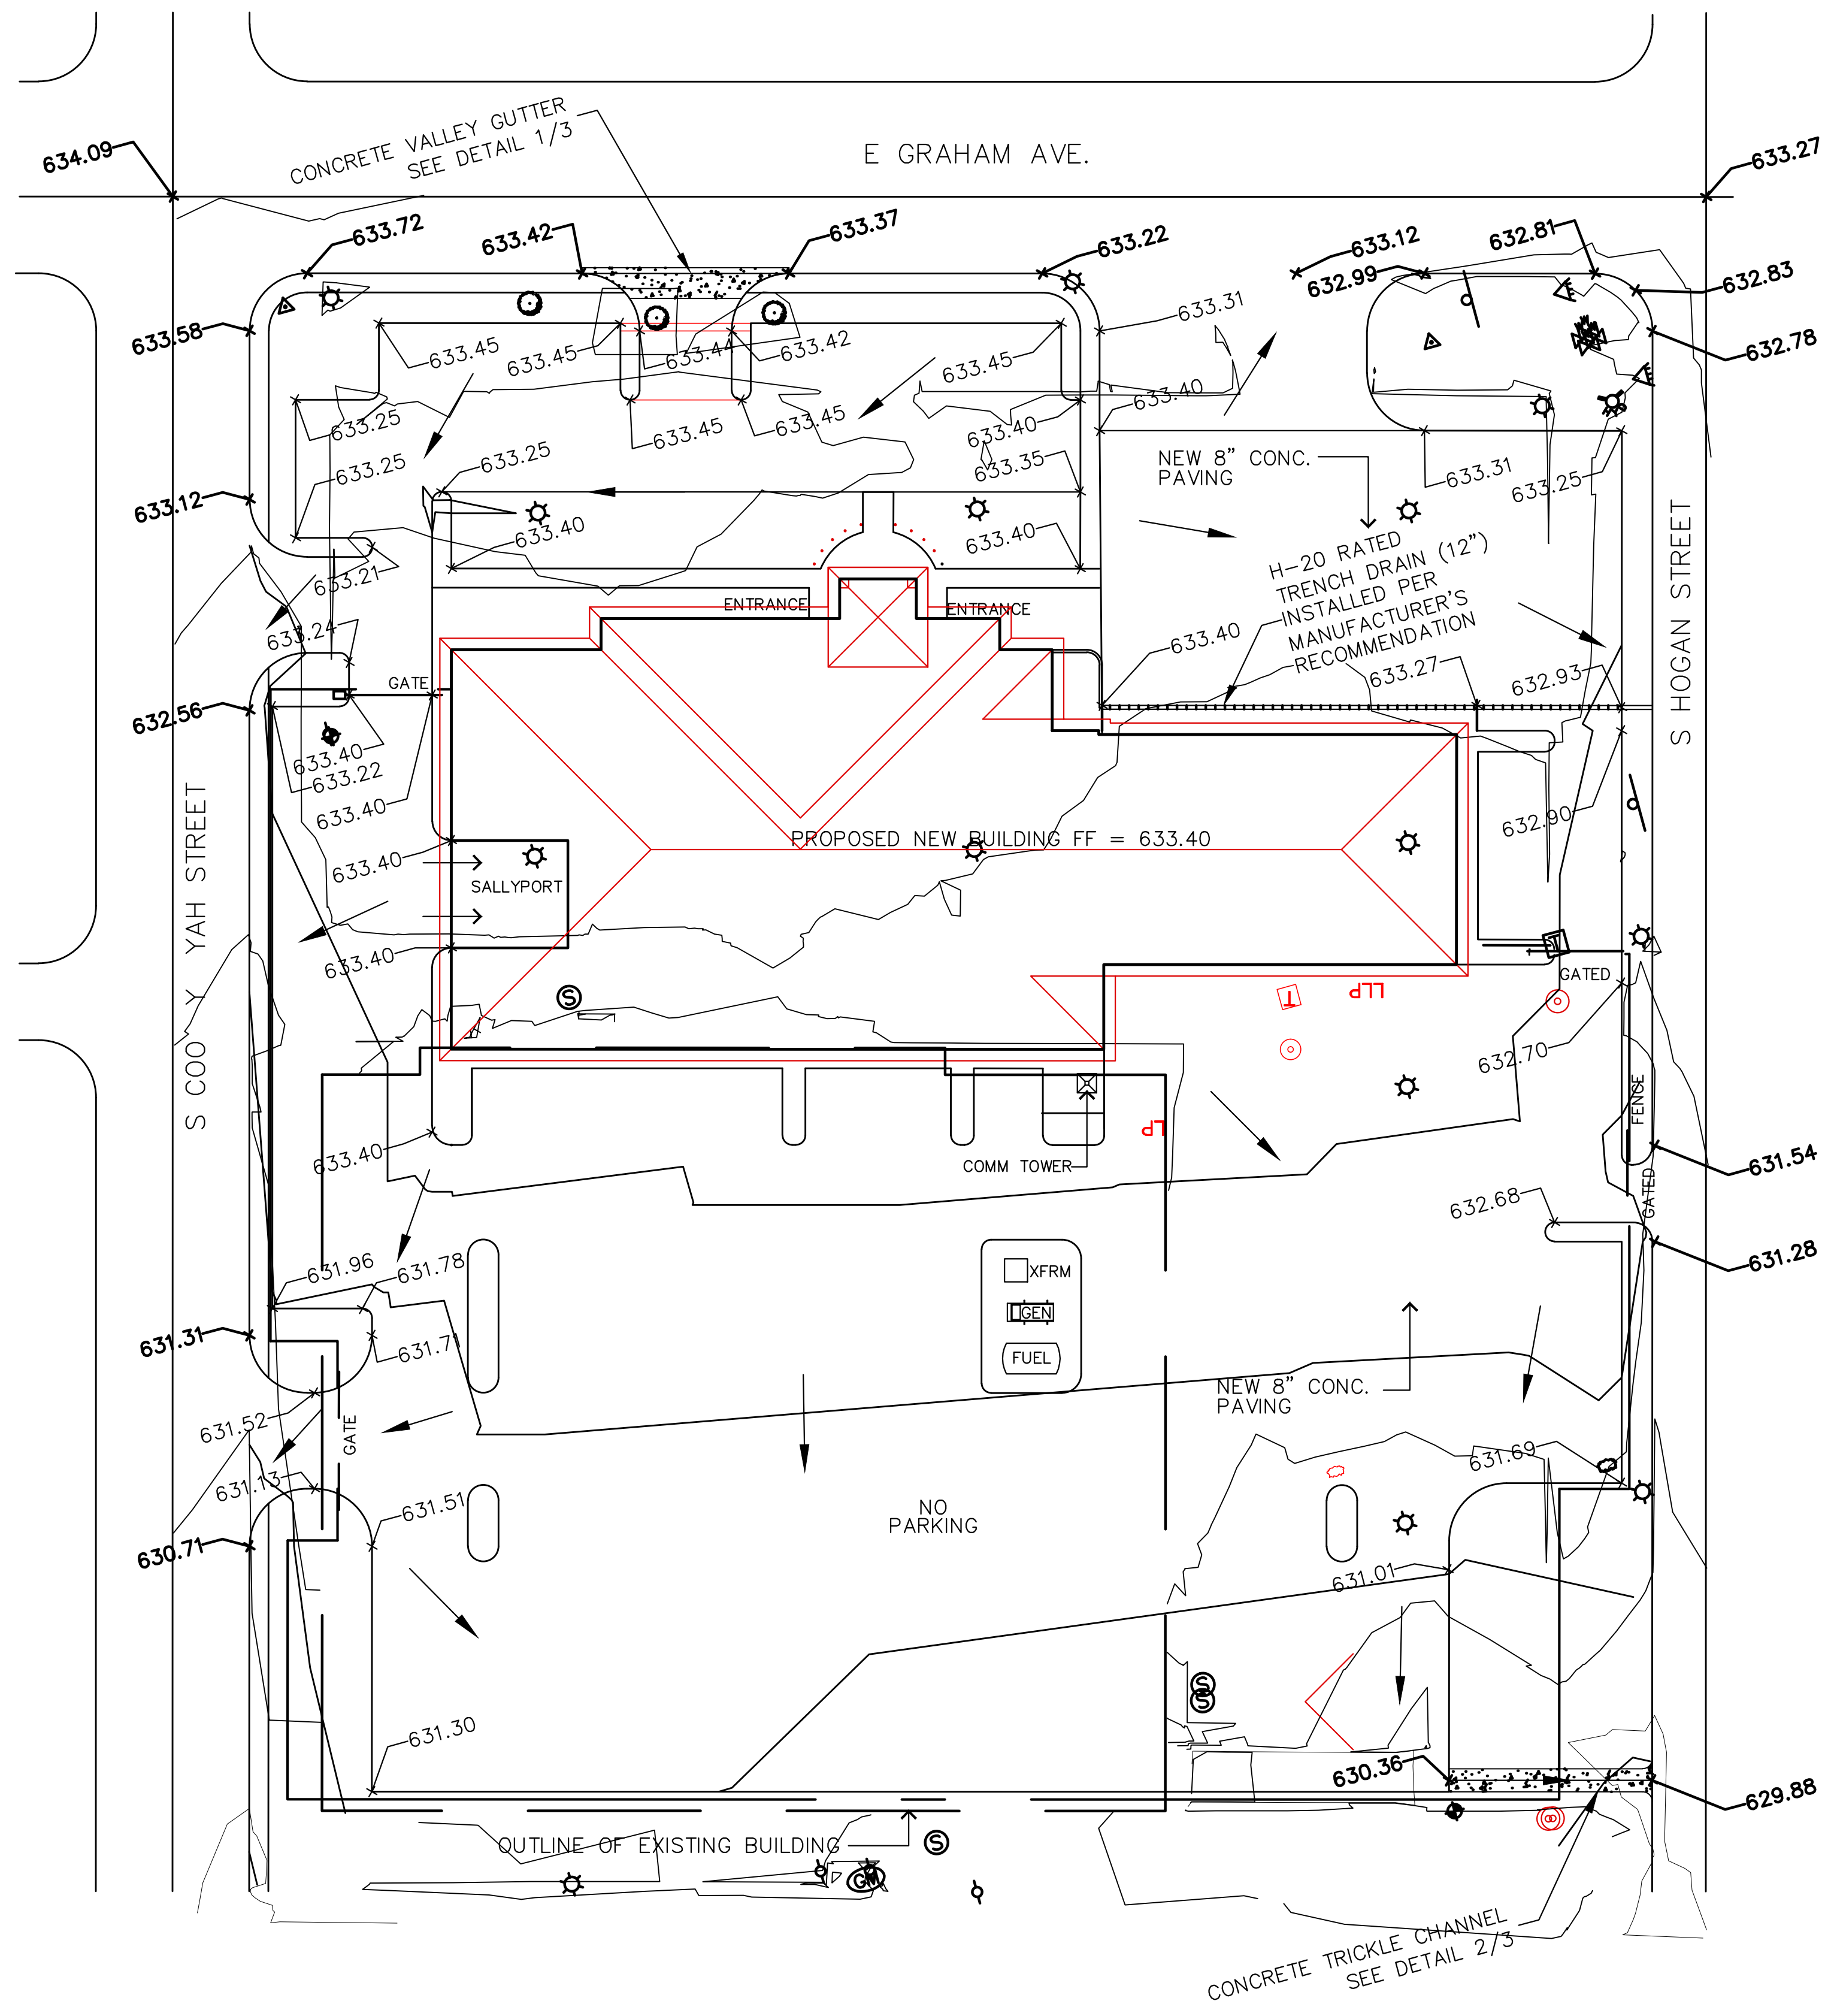 CONCRETE VALLEY GUTTER
SEE DETAIL 1/3
E GRAHAM AVE.
634.09
633.27
633.72
633.42
633.37
633.22
633.12
632.99
632.81
632.83
633.58
632.78
633.31
633.45
633.45
633.44
633.42
633.45
633.25
633.45
633.45
633.40
633.40
633.25
633.25
633.35
633.12
633.40
633.40
633.31
633.25
NEW 8" CONC.
PAVING
H-20 RATED
TRENCH DRAIN (12")
INSTALLED PER
MANUFACTURER'S
RECOMMENDATION
S HOGAN STREET
633.21
633.24
ENTRANCE
ENTRANCE
633.40
633.27
632.93
GATE
632.56
633.40
633.22
633.40
632.90
PROPOSED NEW BUILDING FF = 633.40
633.40
SALLYPORT
633.40
S COO Y YAH STREET
S
T
LLP
T
GATED
632.70
FENCE
LP
633.40
COMM TOWER
631.54
GATED
632.68
631.28
631.96
631.78
XFRM
GEN
FUEL
631.31
631.71
NEW 8" CONC.
PAVING
631.52
GATE
631.69
631.13
631.51
NO
PARKING
630.71
631.01
S
S
631.30
630.36
629.88
OUTLINE OF EXISTING BUILDING
S
GM
CONCRETE TRICKLE CHANNEL
SEE DETAIL 2/3